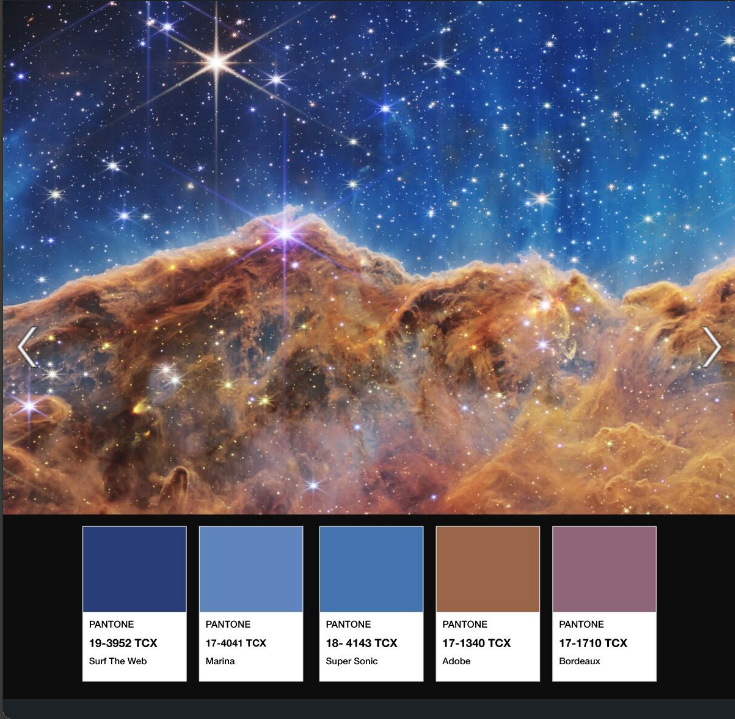 PANTONE
19-3952 TCX
Surf The Web
PANTONE
17-4041 TCX
Marina
PANTONE
18- 4143 TCX
Super Sonic
PANTONE
17-1340 TCX
Adobe
PANTONE
17-1710 TCX
Bordeaux